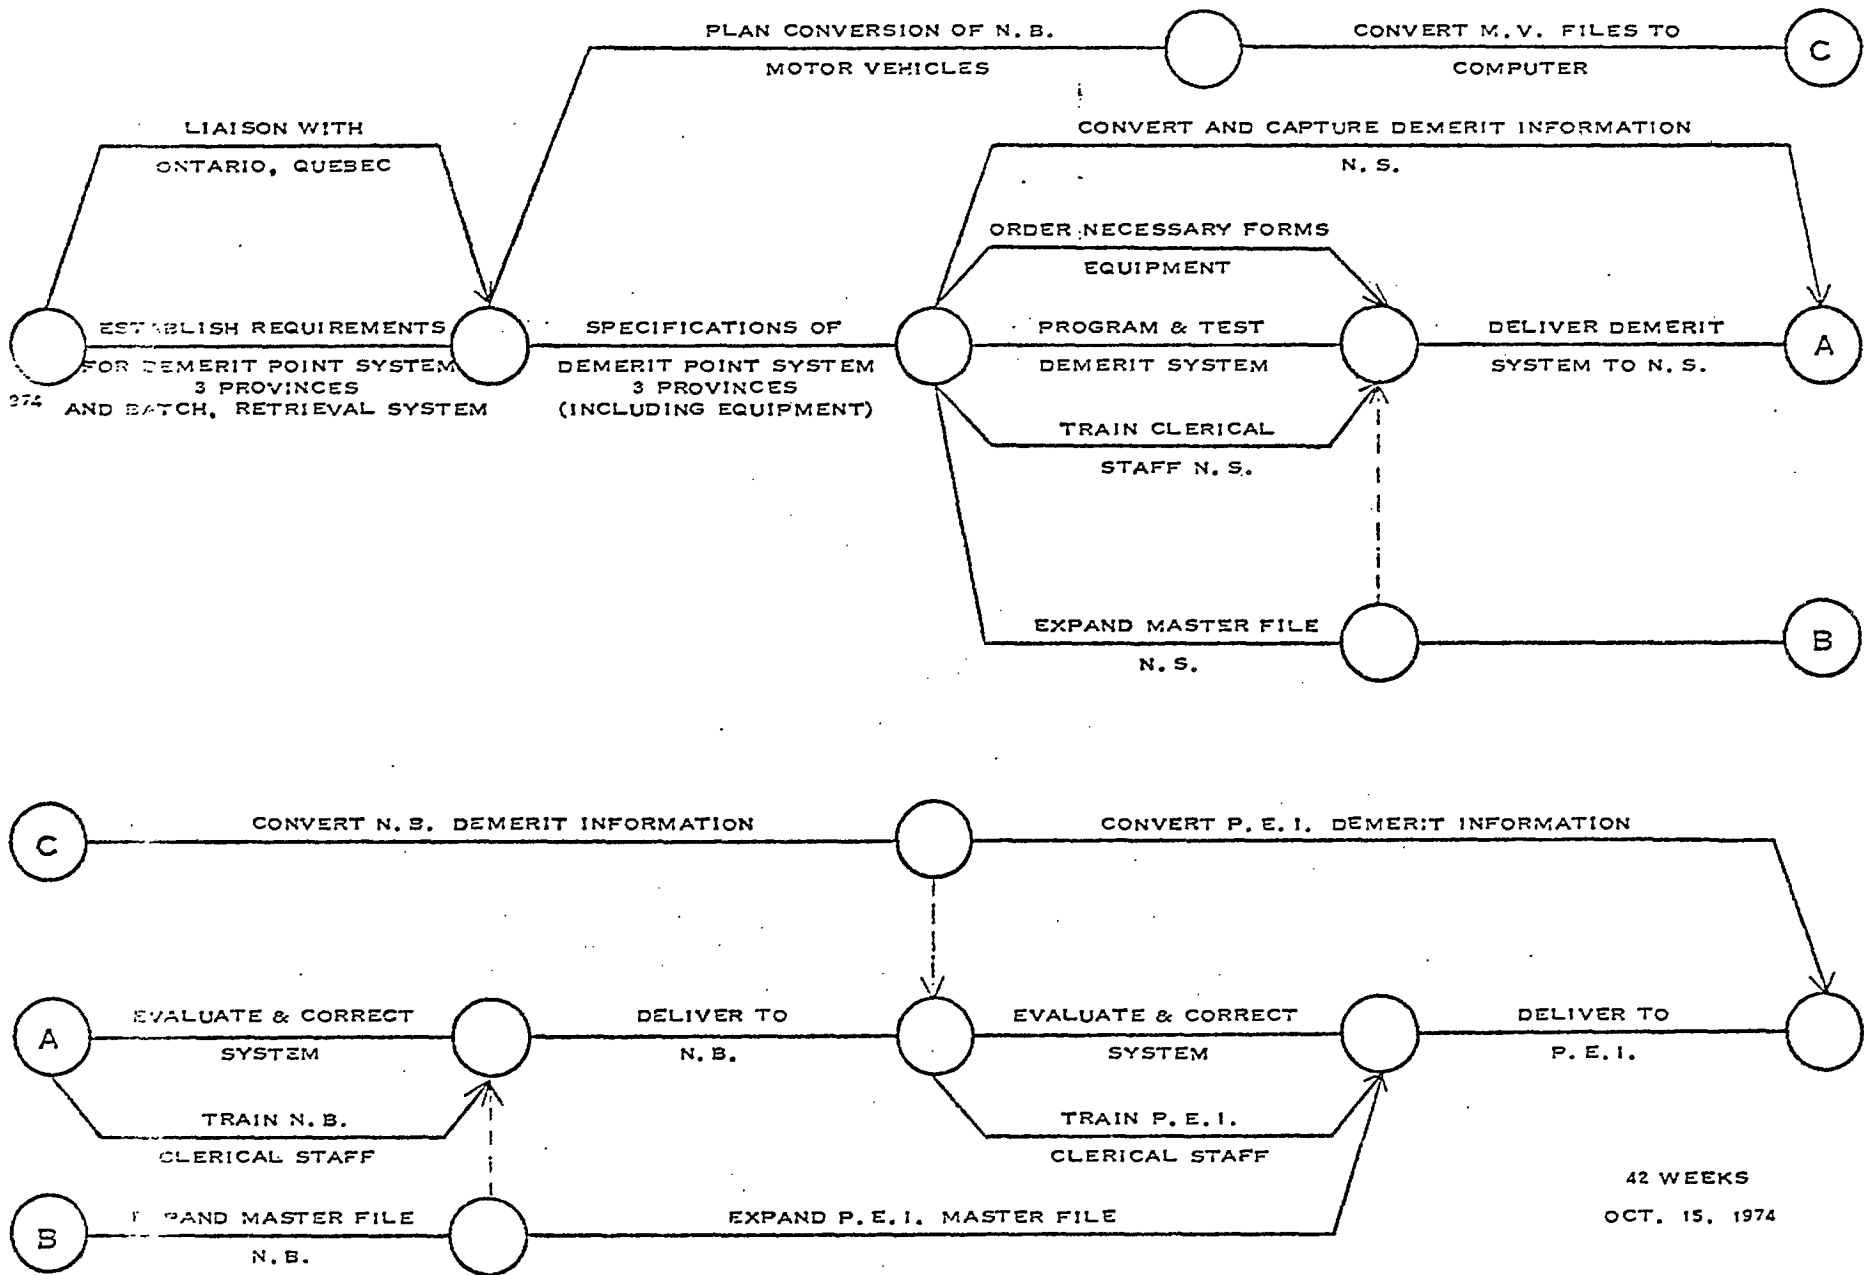 PLAN CONVERSION OF N.B.
MOTOR VEHICLES
CONVERT M.V. FILES TO
COMPUTER
C
LIAISON WITH
ONTARIO, QUEBEC
CONVERT AND CAPTURE DEMERIT INFORMATION
N.S.
ORDER NECESSARY FORMS
EQUIPMENT
ESTABLISH REQUIREMENTS
FOR DEMERIT POINT SYSTEM
3 PROVINCES
AND BATCH, RETRIEVAL SYSTEM
974
SPECIFICATIONS OF
DEMERIT POINT SYSTEM
3 PROVINCES
(INCLUDING EQUIPMENT)
PROGRAM & TEST
DEMERIT SYSTEM
DELIVER DEMERIT
SYSTEM TO N.S.
A
TRAIN CLERICAL
STAFF N.S.
EXPAND MASTER FILE
N.S.
B
C
CONVERT N.B. DEMERIT INFORMATION
CONVERT P.E.I. DEMERIT INFORMATION
A
EVALUATE & CORRECT
SYSTEM
DELIVER TO
N.B.
EVALUATE & CORRECT
SYSTEM
DELIVER TO
P.E.I.
TRAIN N.B.
CLERICAL STAFF
TRAIN P.E.I.
CLERICAL STAFF
B
MASTER FILE
N.B.
EXPAND P.E.I. MASTER FILE
42 WEEKS
OCT. 15, 1974